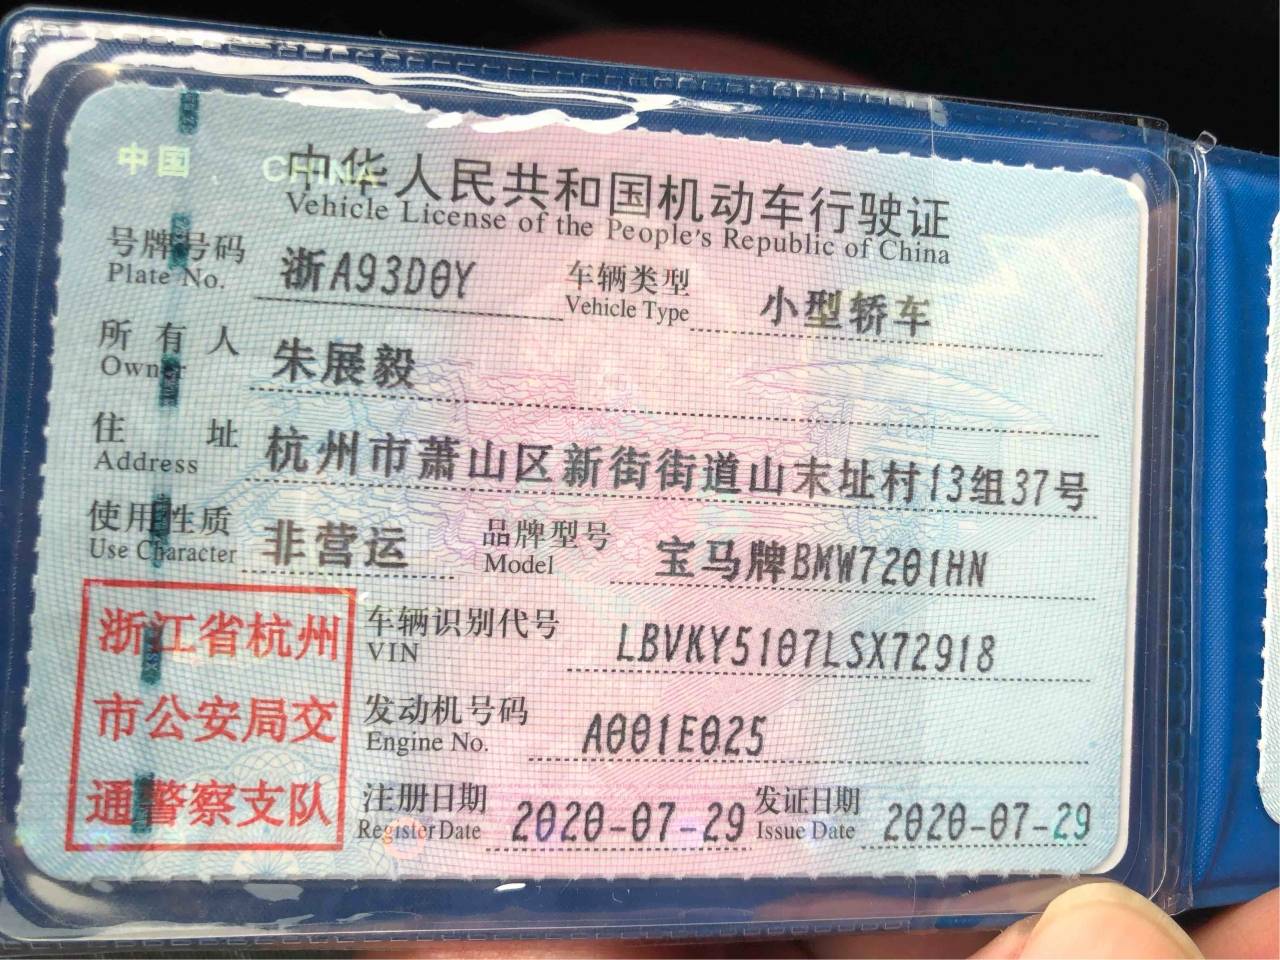 中国 CHINA
中华人民共和国机动车行驶证
Vehicle License of the People's Republic of China
号牌号码 浙A93D0Y 车辆类型 小型轿车
Plate No. Vehicle Type
所有人 朱展毅
Owner
住址 杭州市萧山区新街街道山末址村13组37号
Address
使用性质 非营运 品牌型号 宝马牌BMW7201HN
Use Character Model
车辆识别代号 LBVKY5107LSX72918
VIN
发动机号码 A001E025
Engine No.
注册日期 2020-07-29 发证日期 2020-07-29
Register Date Issue Date
浙江省杭州
市公安局交
通警察支队